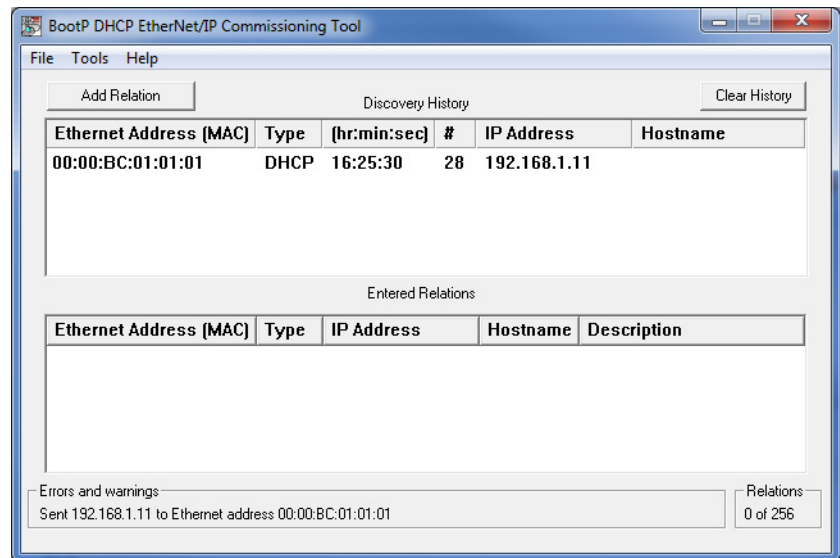 BootP DHCP EtherNet/IP Commissioning Tool
File Tools Help
Add Relation Discovery History Clear History
Ethernet Address (MAC) Type (hr:min:sec) # IP Address Hostname
00:00:BC:01:01:01 DHCP 16:25:30 28 192.168.1.11
Entered Relations
Ethernet Address (MAC) Type IP Address Hostname Description
Errors and warnings Relations
Sent 192.168.1.11 to Ethernet address 00:00:BC:01:01:01 0 of 256